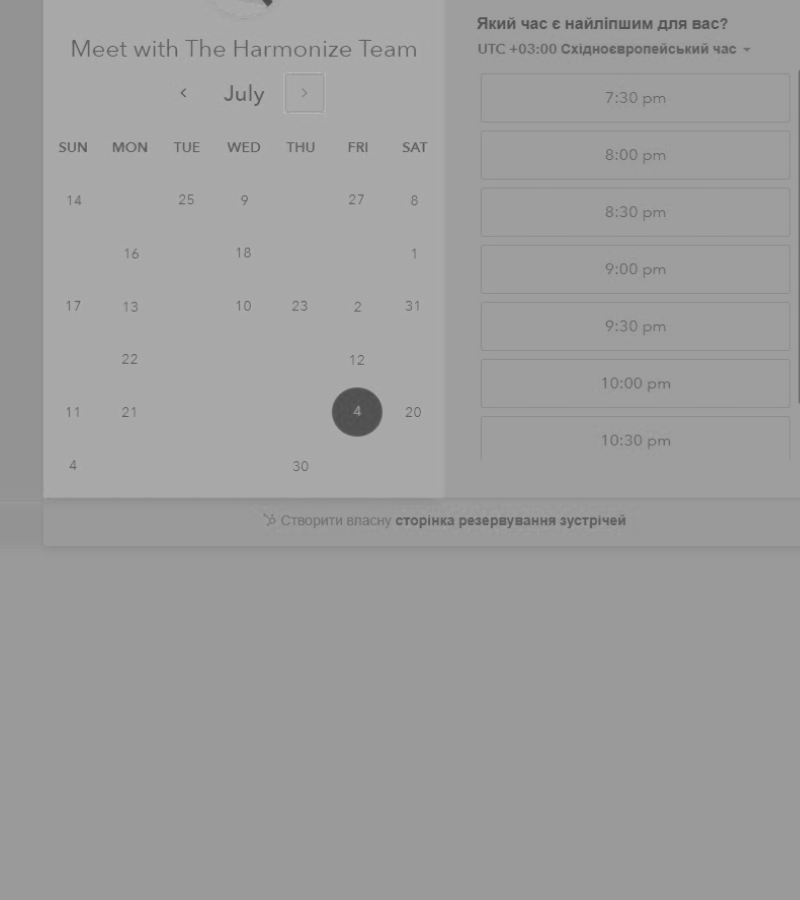 Meet with The Harmonize Team
July
SUN MON TUE WED THU FRI SAT
14 25 9 27 8
16 18 1
17 13 10 23 2 31
22 12
11 21 4 20
4 30
Який час є найліпшим для вас?
UTC +03:00 Східноєвропейський час
7:30 pm
8:00 pm
8:30 pm
9:00 pm
9:30 pm
10:00 pm
10:30 pm
Створити власну сторінка резервування зустрічей